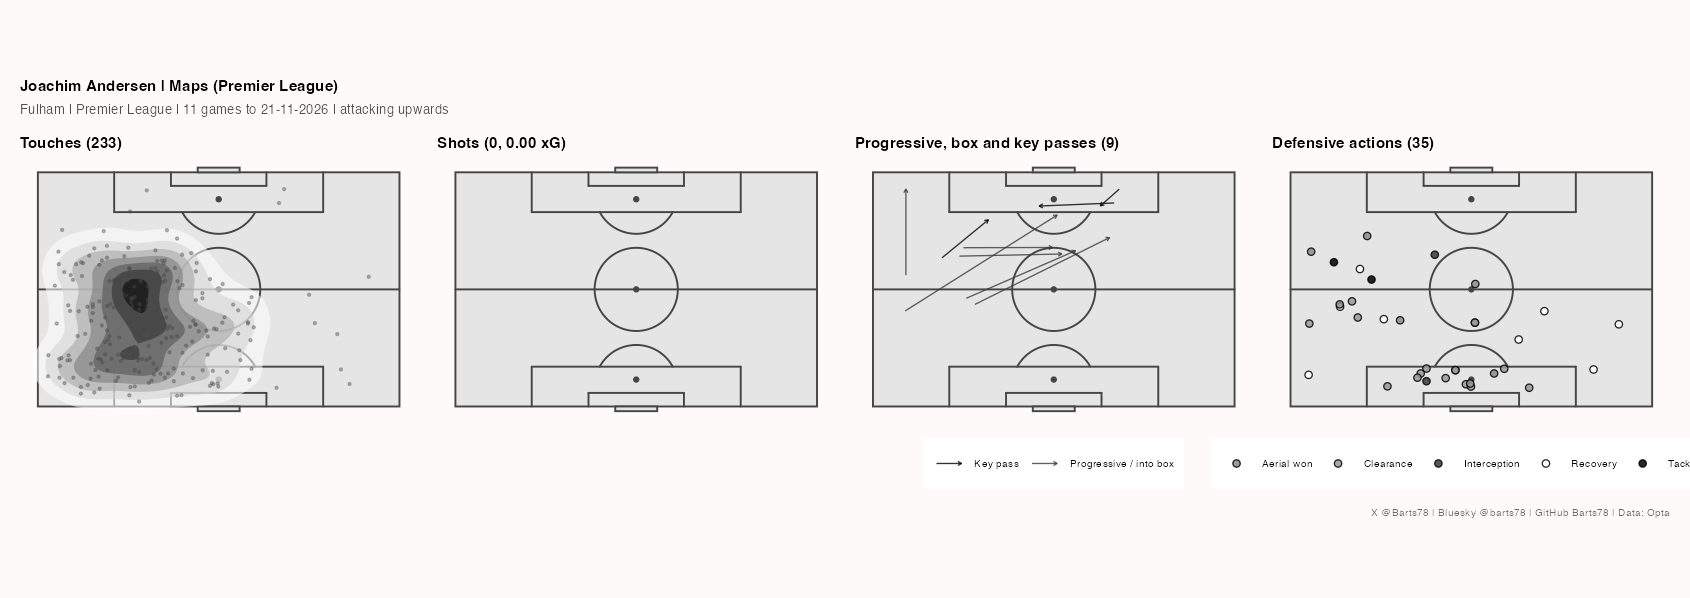 Joachim Andersen | Maps (Premier League)
Fulham | Premier League | 11 games to 21-11-2026 | attacking upwards
Touches (233)
Shots (0, 0.00 xG)
Progressive, box and key passes (9)
Defensive actions (35)
Key pass
Progressive / into box
Aerial won
Clearance
Interception
Recovery
Tack
X @Barts78 | Bluesky @barts78 | GitHub Barts78 | Data: Opta